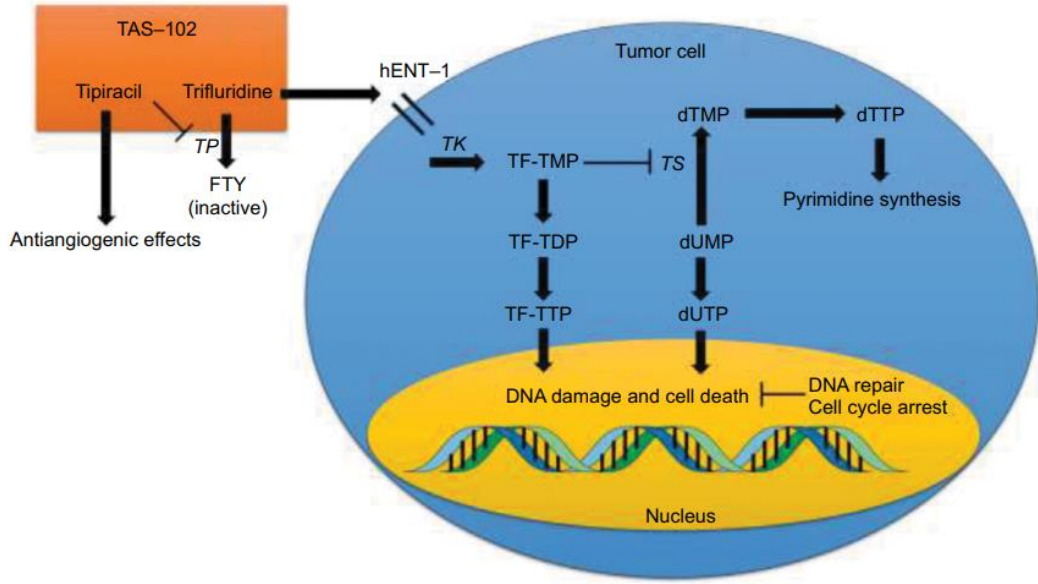 TAS–102
Tipiracil
Trifluridine
TP
FTY
(inactive)
Antiangiogenic effects
hENT–1
Tumor cell
TK
TF-TMP
TS
dTMP
dTTP
Pyrimidine synthesis
TF-TDP
dUMP
TF-TTP
dUTP
DNA damage and cell death
DNA repair
Cell cycle arrest
Nucleus